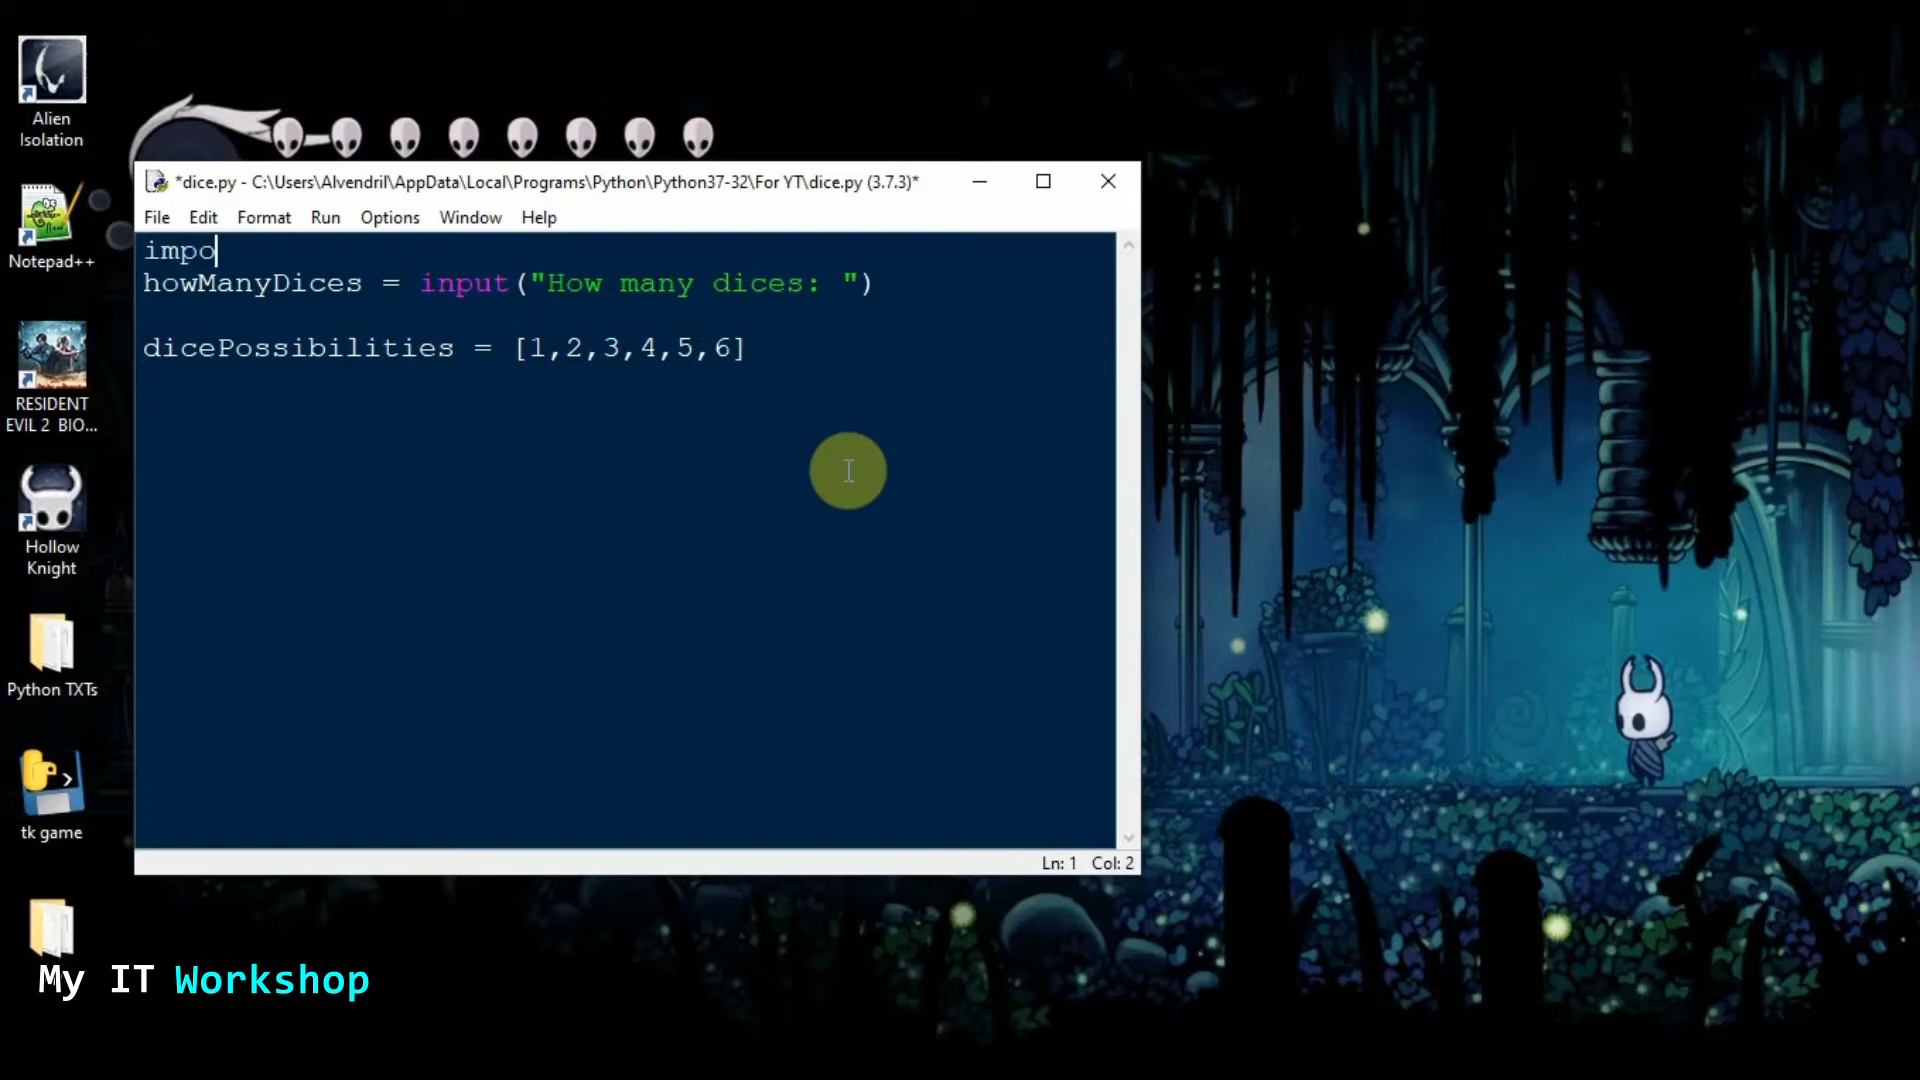 Alien
Isolation
Notepad++
RESIDENT
EVIL 2 BIO...
Hollow
Knight
Python TXTs
tk game
*dice.py - C:\Users\Alvendril\AppData\Local\Programs\Python\Python37-32\For YT\dice.py (3.7.3)*
File Edit Format Run Options Window Help
impo
howManyDices = input("How many dices: ")
dicePossibilities = [1,2,3,4,5,6]
Ln: 1 Col: 2
My IT Workshop